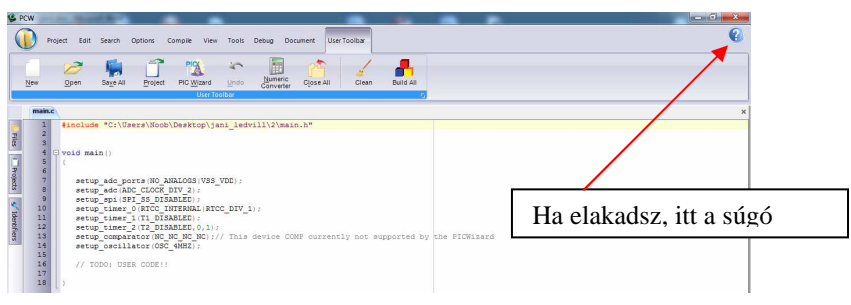 PCW
Project Edit Search Options Compile View Tools Debug Document User Toolbar
New Open Save All Project PIC Wizard Undo Numeric Converter Close All Clean Build All
User Toolbar
main.c
Files
Projects
Identifiers
1 #include "C:\Users\Noob\Desktop\jani_ledvill\2\main.h"
2
3
4 void main()
5 {
6
7 setup_adc_ports(NO_ANALOGS|VSS_VDD);
8 setup_adc(ADC_CLOCK_DIV_2);
9 setup_spi(SPI_SS_DISABLED);
10 setup_timer_0(RTCC_INTERNAL|RTCC_DIV_1);
11 setup_timer_1(T1_DISABLED);
12 setup_timer_2(T2_DISABLED,0,1);
13 setup_comparator(NC_NC_NC_NC);// This device COMP currently not supported by the PICWizard
14 setup_oscillator(OSC_4MHZ);
15
16 // TODO: USER CODE!!
17
18 }
Ha elakadsz, itt a súgó